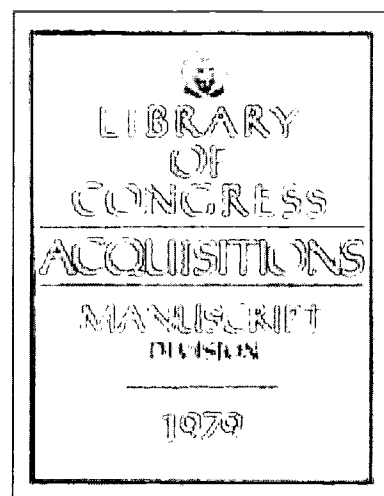 LIBRARY
OF
CONGRESS
ACQUISITIONS
MANUSCRIPT
DIVISION
1979